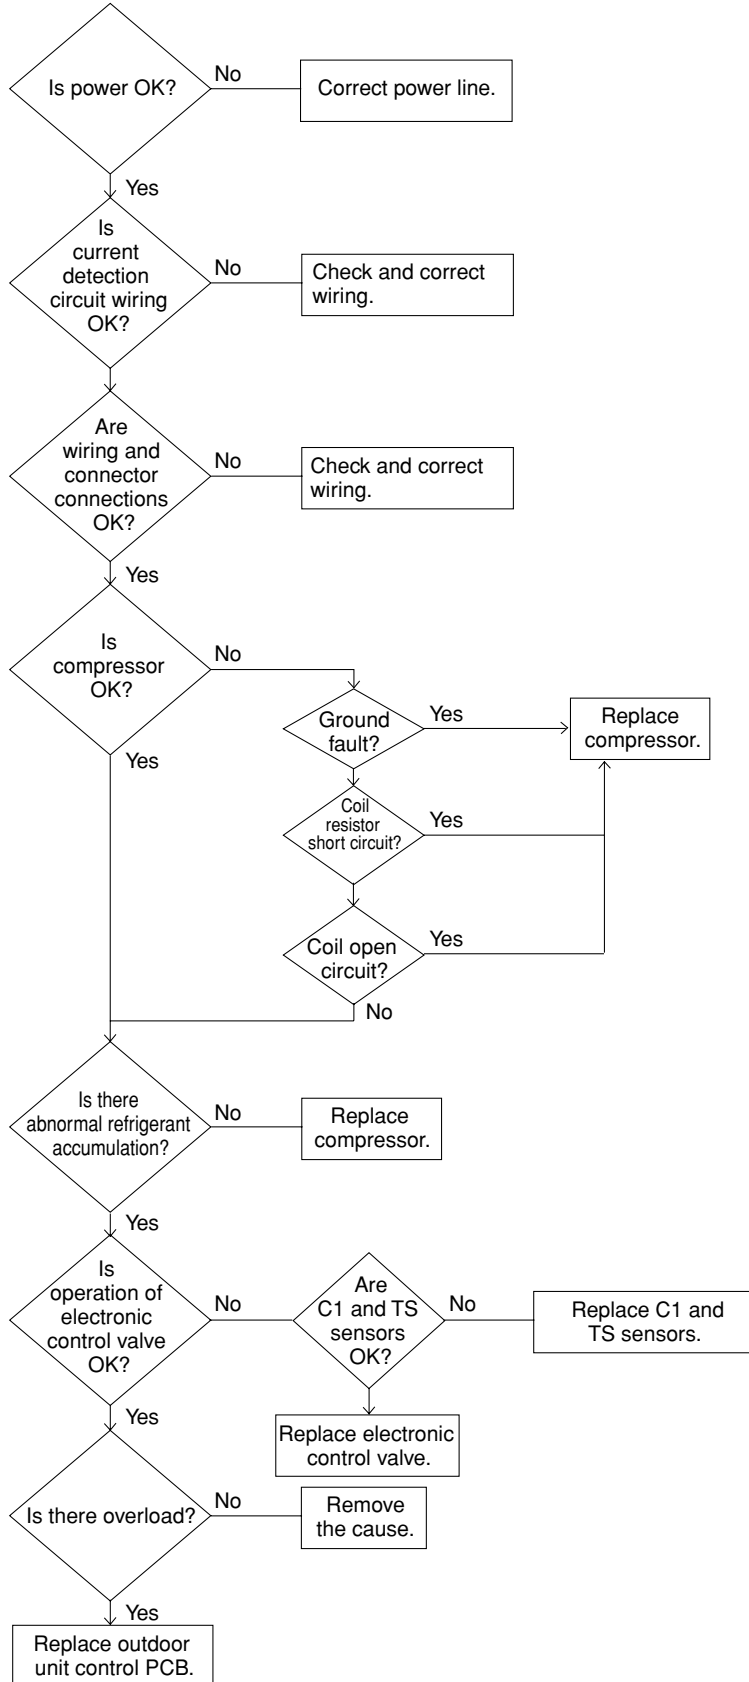 Is power OK?
No
Correct power line.
Yes
Is
current
detection
circuit wiring
OK?
No
Check and correct
wiring.
Are
wiring and
connector
connections
OK?
No
Check and correct
wiring.
Yes
Is
compressor
OK?
No
Yes
Ground
fault?
Yes
Replace
compressor.
Coil
resistor
short circuit?
Yes
Coil open
circuit?
Yes
No
Is there
abnormal refrigerant
accumulation?
No
Replace
compressor.
Yes
Is
operation of
electronic
control valve
OK?
No
Are
C1 and TS
sensors
OK?
No
Replace C1 and
TS sensors.
Yes
Replace electronic
control valve.
Is there overload?
No
Remove
the cause.
Yes
Replace outdoor
unit control PCB.